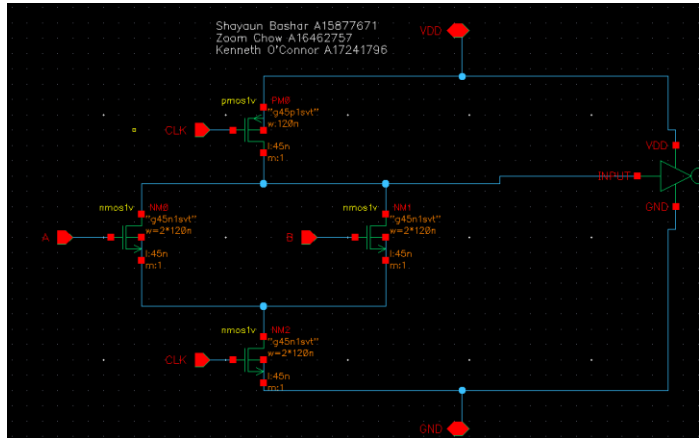 Shayaun Bashar A15877671
Zaam Chow A16462757
Kenneth O'Connor A17241796
VDD
pmos1v PM0
"g45p1svt"
w:120n
CLK
l:45n
m:1
VDD
INPUT
GND
nmos1v NM0
"g45n1svt"
w=2*120n
A
l:45n
m:1
nmos1v NM1
"g45n1svt"
w=2*120n
B
l:45n
m:1
nmos1v NM2
"g45n1svt"
w=2*120n
CLK
l:45n
m:1
GND